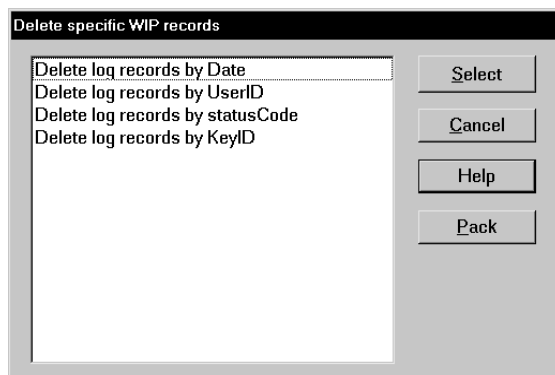 Delete specific WIP records
Delete log records by Date
Delete log records by UserID
Delete log records by statusCode
Delete log records by KeyID
Select
Cancel
Help
Pack